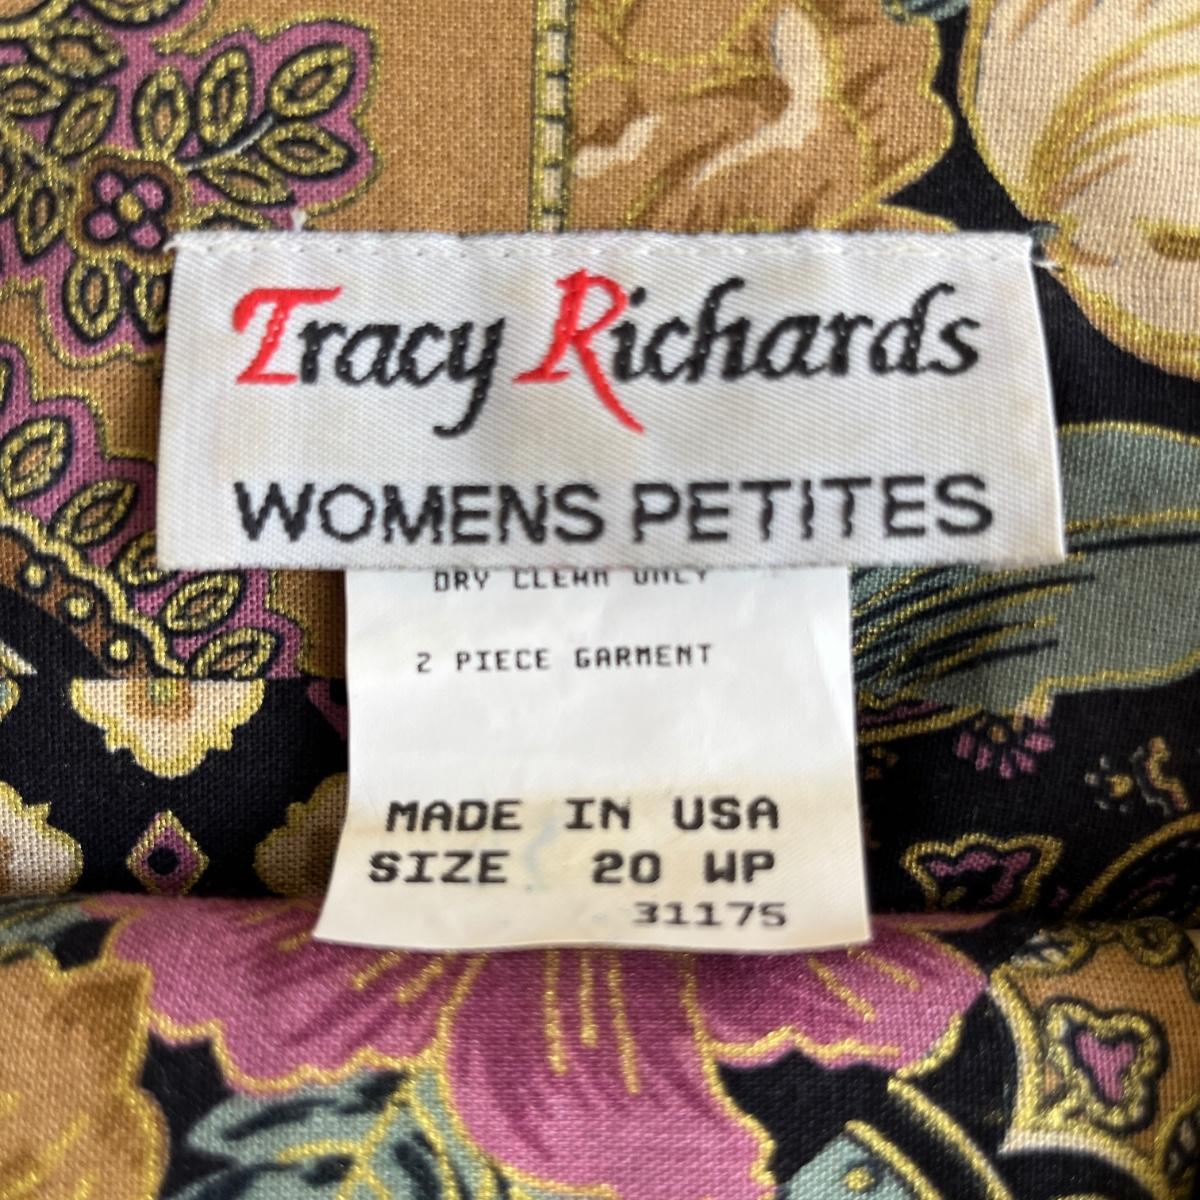 Tracy Richards
WOMENS PETITES
DRY CLEAN ONLY
2 PIECE GARMENT
MADE IN USA
SIZE 20 WP
31175